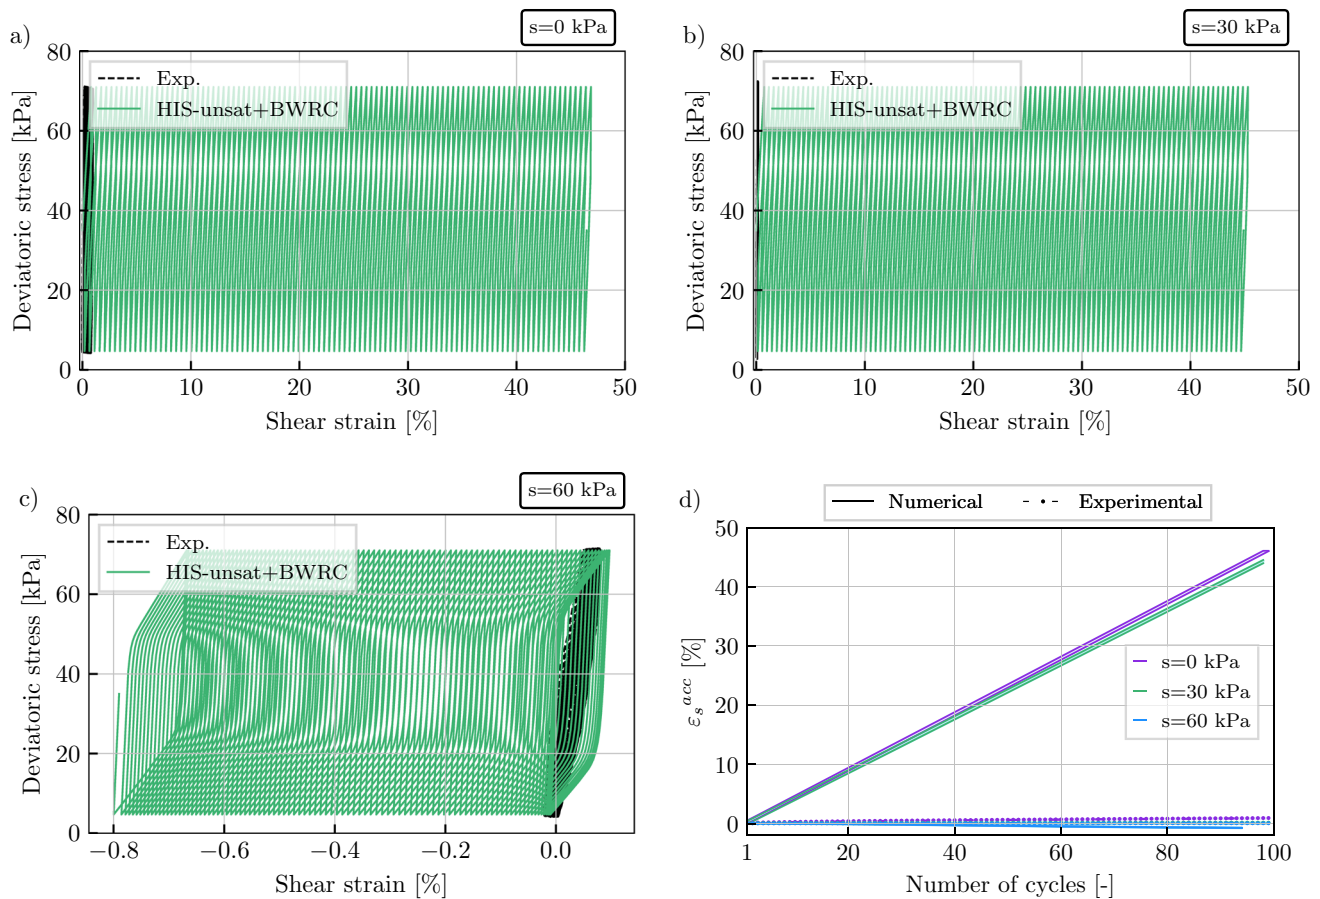 a)
s=0 kPa
Exp.
HIS-unsat+BWRC
80
60
40
20
0
Deviatoric stress [kPa]
0 10 20 30 40 50
Shear strain [%]
b)
s=30 kPa
Exp.
HIS-unsat+BWRC
80
60
40
20
0
Deviatoric stress [kPa]
0 10 20 30 40 50
Shear strain [%]
c)
s=60 kPa
Exp.
HIS-unsat+BWRC
80
60
40
20
0
Deviatoric stress [kPa]
−0.8 −0.6 −0.4 −0.2 0.0
Shear strain [%]
d)
Numerical Experimental
50
40
30
20
10
0
εₛᵃᶜᶜ [%]
s=0 kPa
s=30 kPa
s=60 kPa
1 20 40 60 80 100
Number of cycles [-]